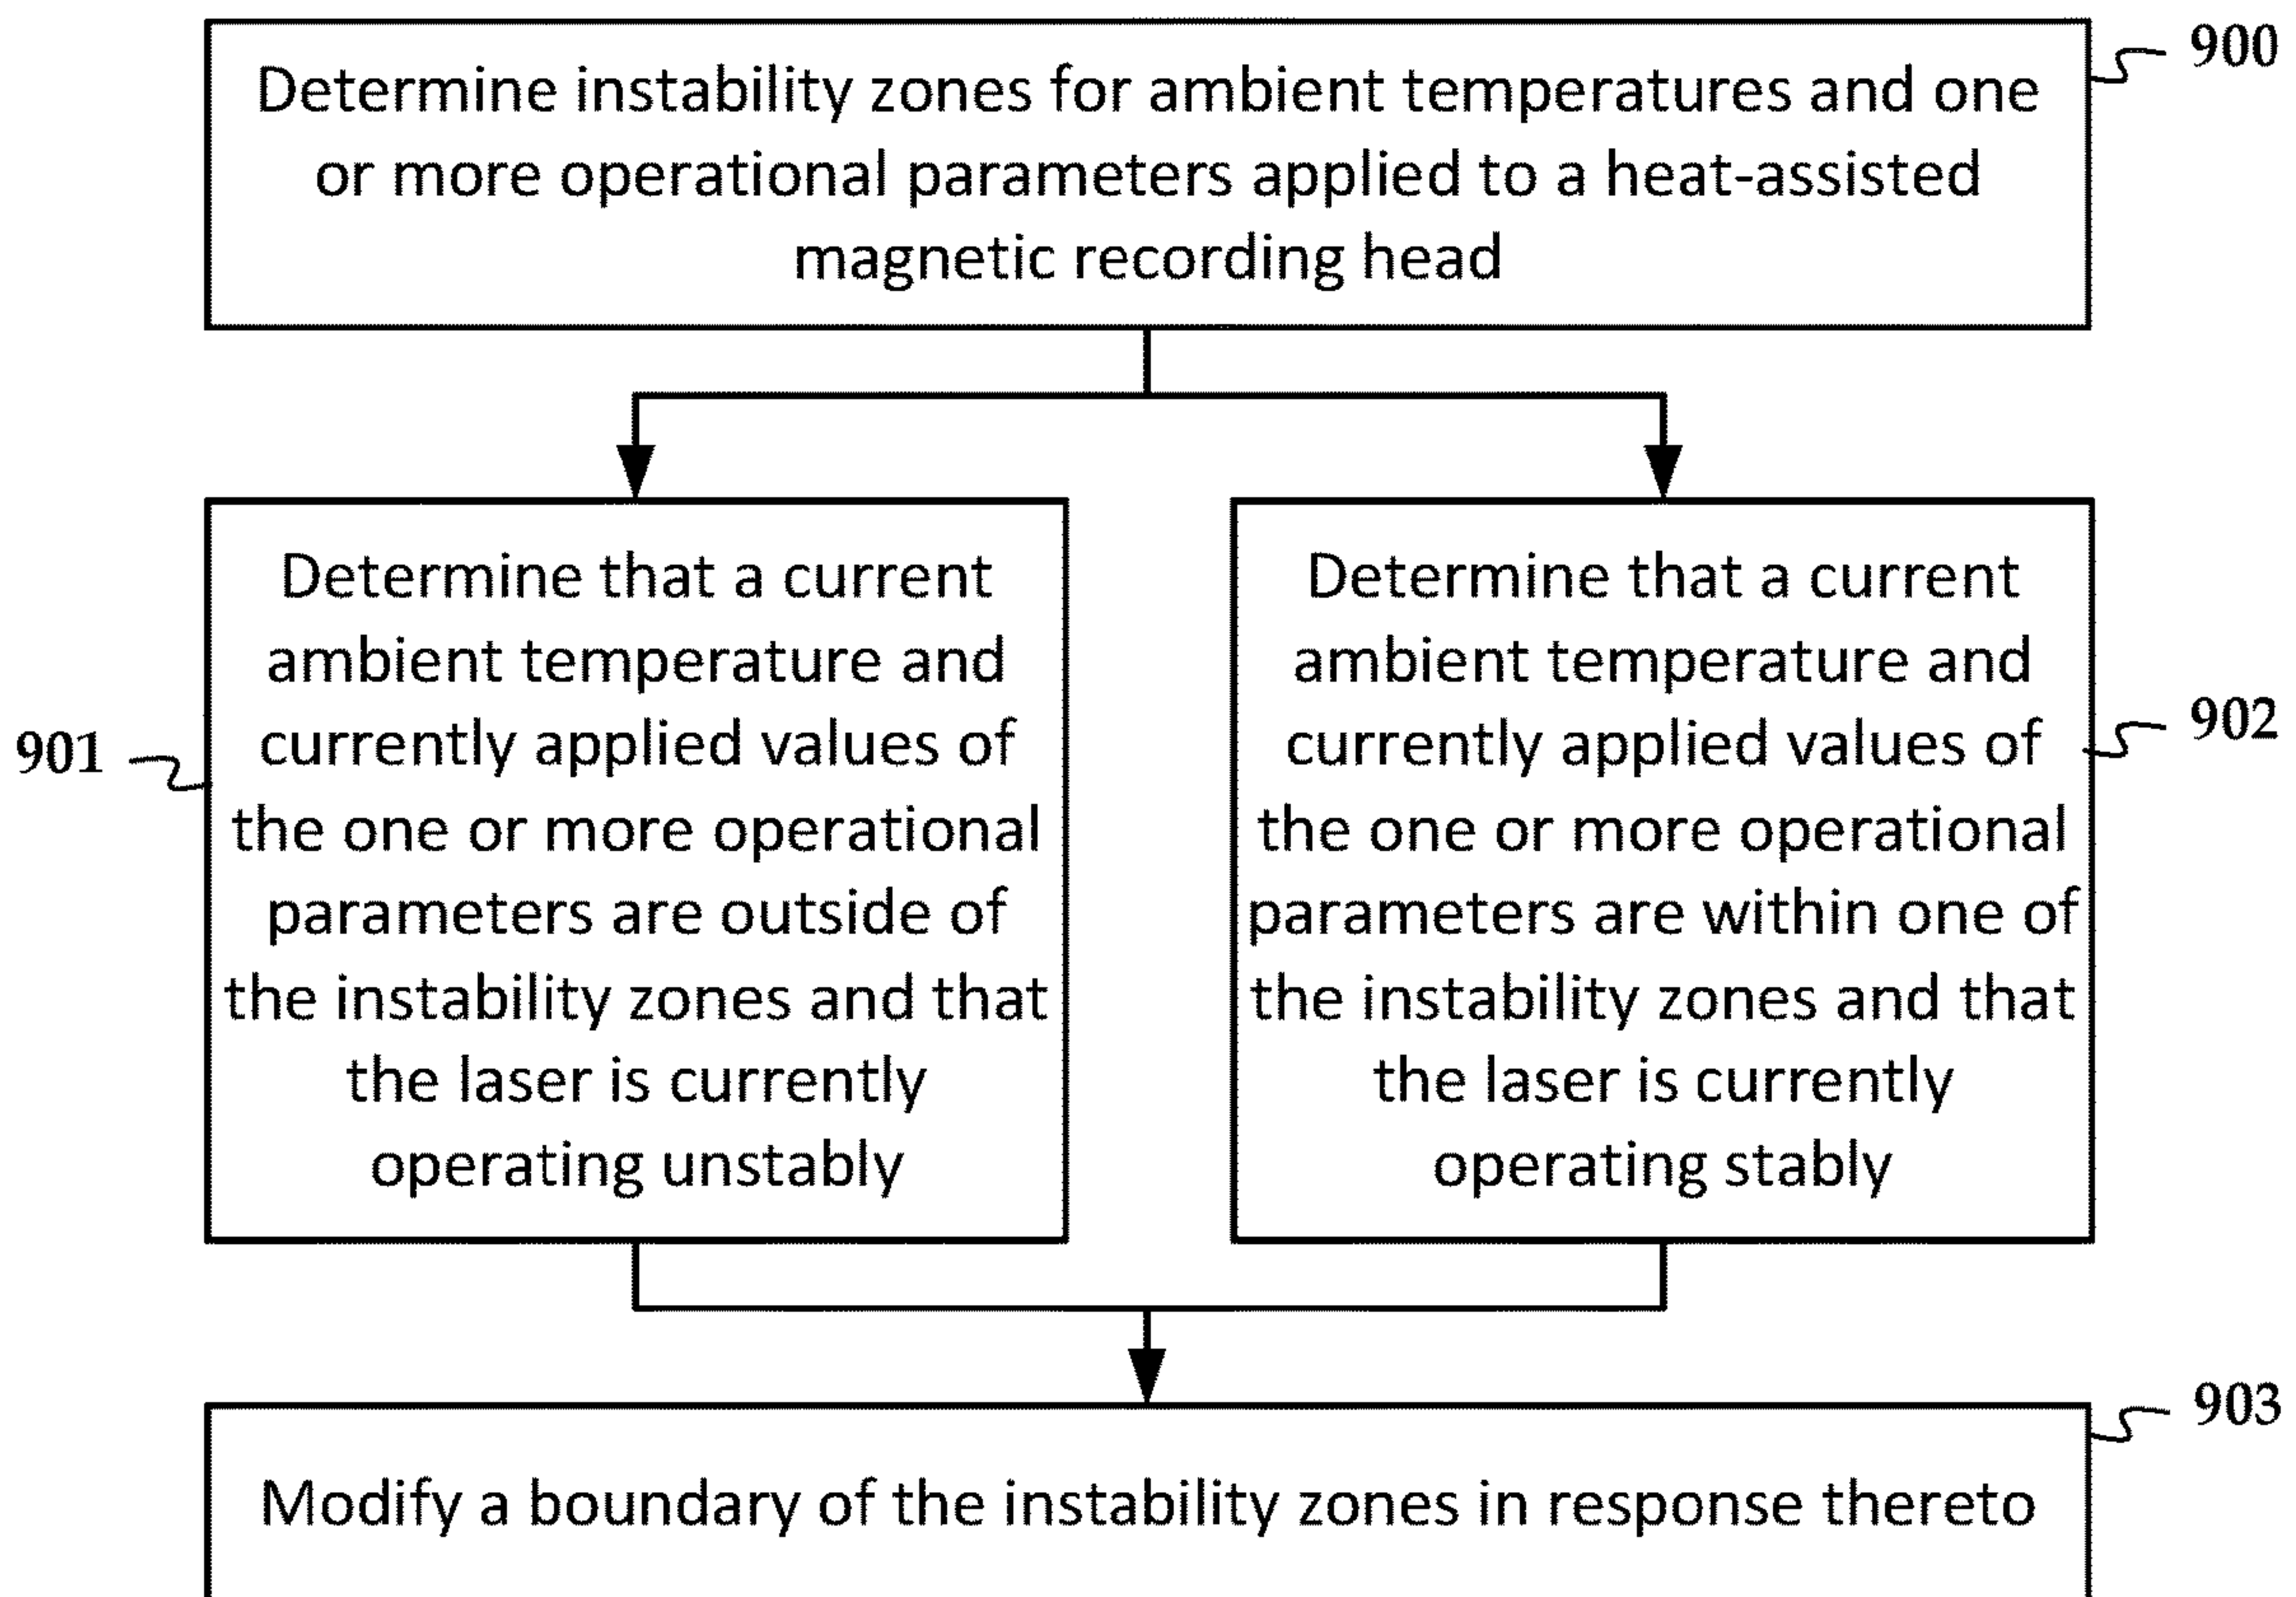 900
Determine instability zones for ambient temperatures and one
or more operational parameters applied to a heat-assisted
magnetic recording head
901
Determine that a current
ambient temperature and
currently applied values of
the one or more operational
parameters are outside of
the instability zones and that
the laser is currently
operating unstably
902
Determine that a current
ambient temperature and
currently applied values of
the one or more operational
parameters are within one of
the instability zones and that
the laser is currently
operating stably
903
Modify a boundary of the instability zones in response thereto